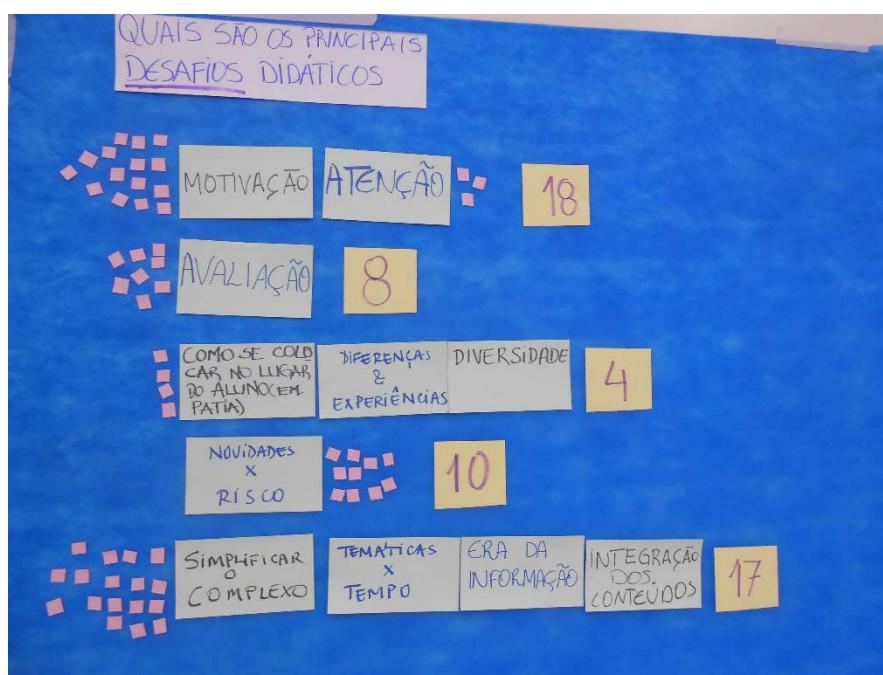 QUAIS SÃO OS PRINCIPAIS
DESAFIOS DIDÁTICOS
MOTIVAÇÃO
ATENÇÃO
18
AVALIAÇÃO
8
COMO SE COLO
CAR NO LUGAR
DO ALUNO(EM
PATIA)
DIFERENÇAS
&
EXPERIÊNCIAS
DIVERSIDADE
4
NOVIDADES
X
RISCO
10
SIMPLIFICAR
O
COMPLEXO
TEMÁTICAS
X
TEMPO
ERA DA
INFORMAÇÃO
INTEGRAÇÃO
DOS
CONTEÚDOS
17